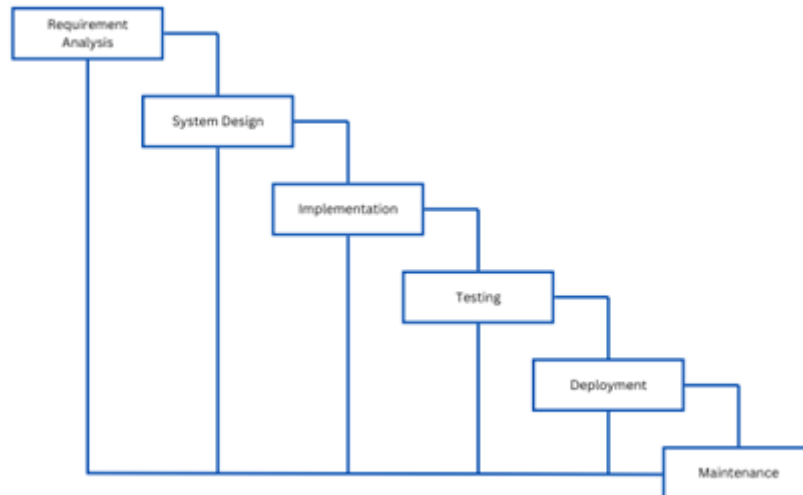 Requirement
Analysis
System Design
Implementation
Testing
Deployment
Maintenance